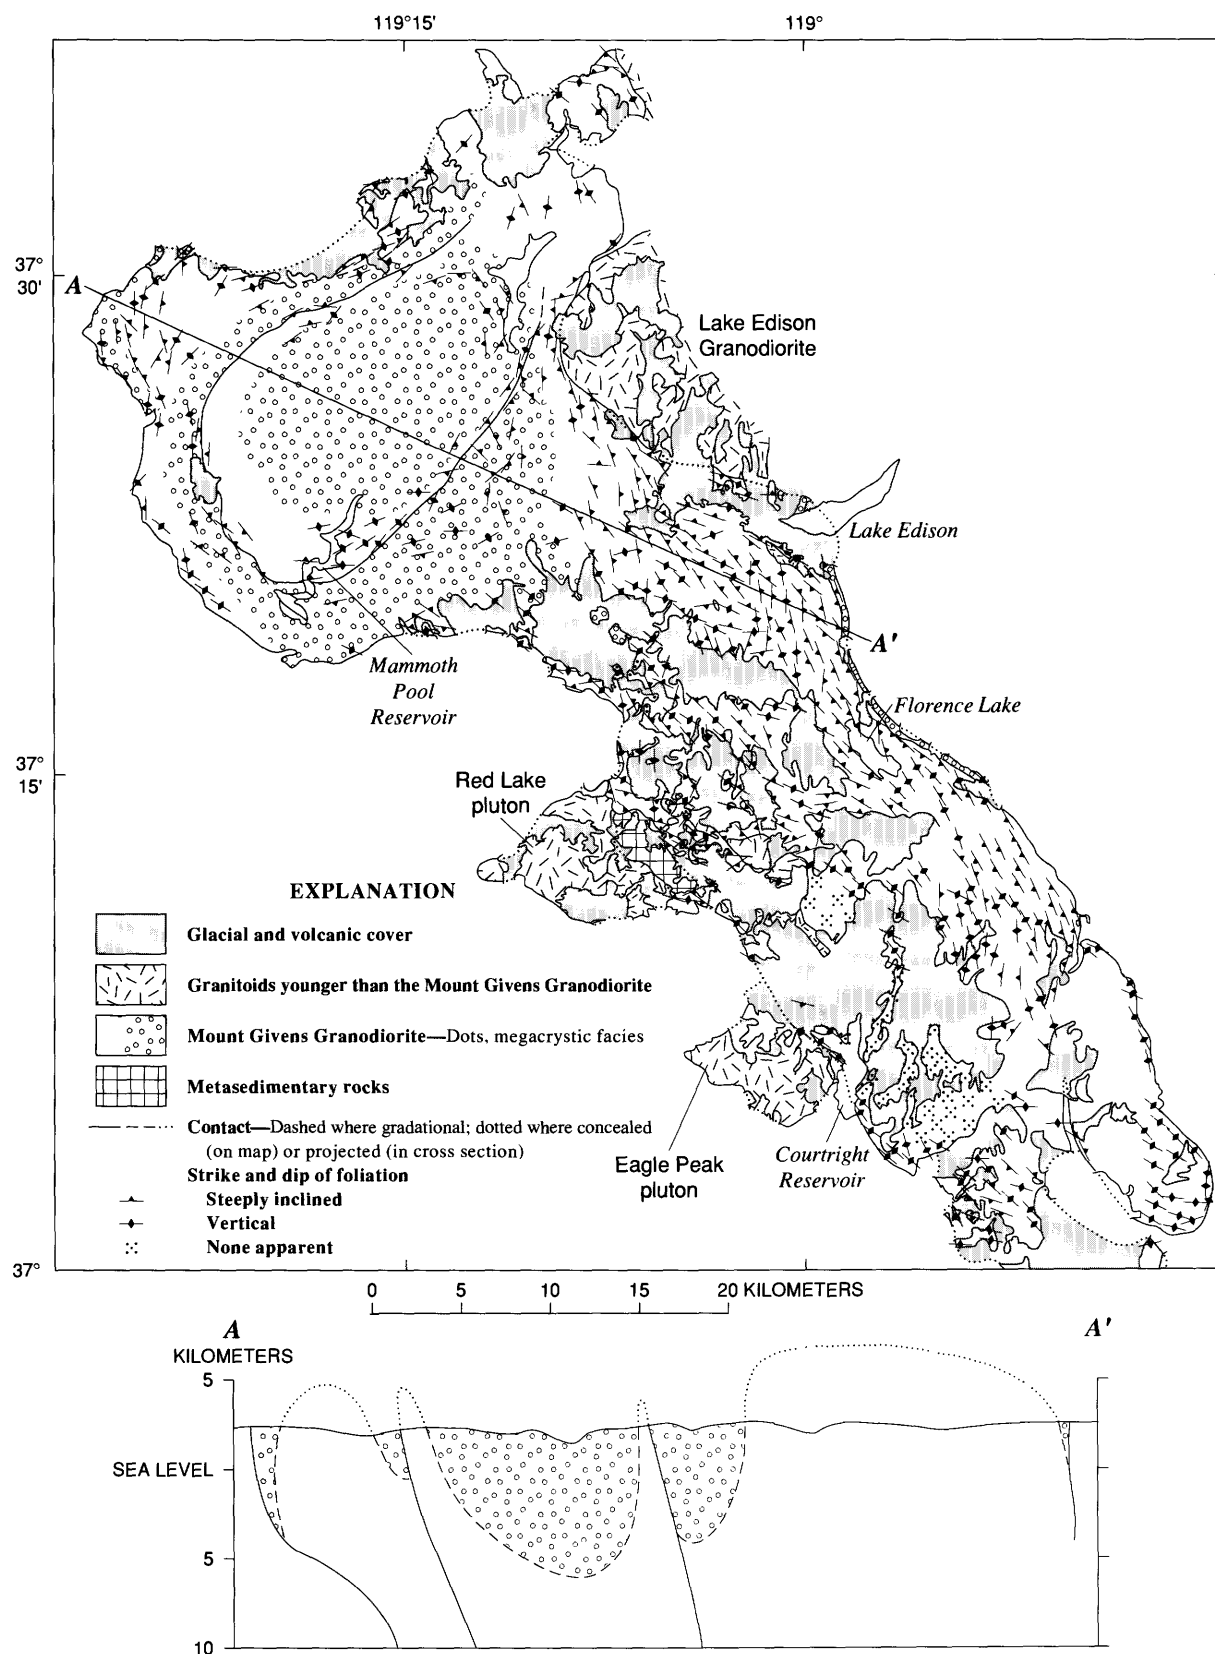 119°15'
119°
37°
30'
A
Lake Edison
Granodiorite
Lake Edison
A'
Mammoth
Pool
Reservoir
Florence Lake
37°
15'
Red Lake
pluton
EXPLANATION
Glacial and volcanic cover
Granitoids younger than the Mount Givens Granodiorite
Mount Givens Granodiorite—Dots, megacrystic facies
Metasedimentary rocks
Contact—Dashed where gradational; dotted where concealed
(on map) or projected (in cross section)
Strike and dip of foliation
Steeply inclined
Vertical
None apparent
Eagle Peak
pluton
Courtright
Reservoir
37°
0 5 10 15 20 KILOMETERS
A
A'
KILOMETERS
5
SEA LEVEL
5
10